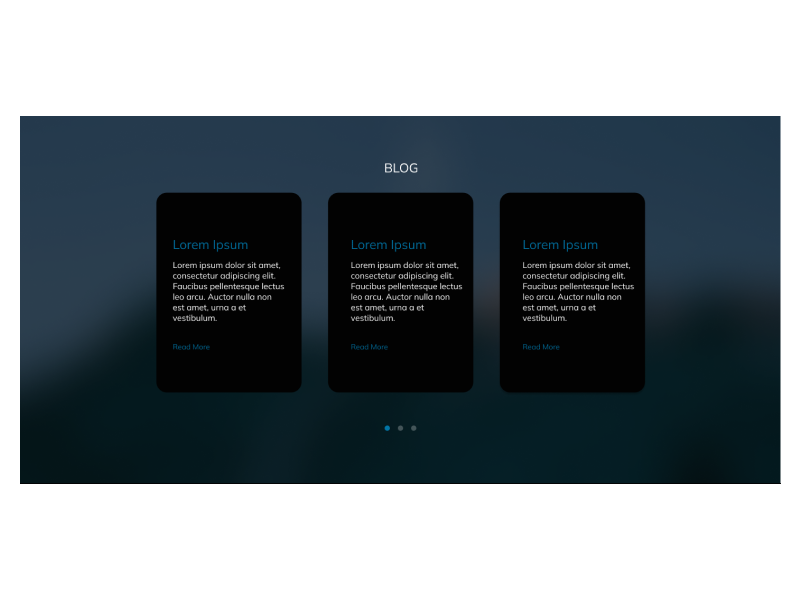 BLOG
Lorem Ipsum
Lorem ipsum dolor sit amet,
consectetur adipiscing elit.
Faucibus pellentesque lectus
leo arcu. Auctor nulla non
est amet, urna a et
vestibulum.
Read More
Lorem Ipsum
Lorem ipsum dolor sit amet,
consectetur adipiscing elit.
Faucibus pellentesque lectus
leo arcu. Auctor nulla non
est amet, urna a et
vestibulum.
Read More
Lorem Ipsum
Lorem ipsum dolor sit amet,
consectetur adipiscing elit.
Faucibus pellentesque lectus
leo arcu. Auctor nulla non
est amet, urna a et
vestibulum.
Read More